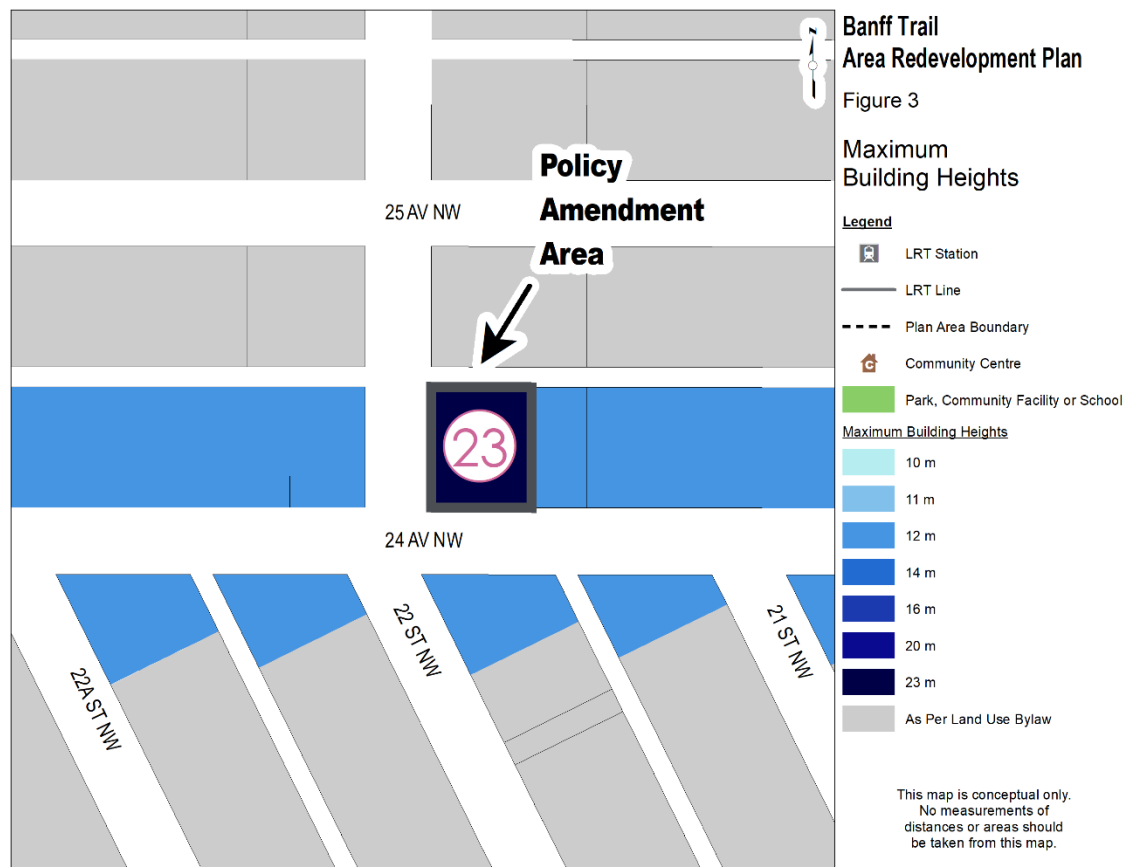 Policy
Amendment
Area
25 AV NW
23
24 AV NW
22A ST NW
22 ST NW
21 ST NW
N
Banff Trail
Area Redevelopment Plan
Figure 3
Maximum
Building Heights
Legend
LRT Station
LRT Line
Plan Area Boundary
C
Community Centre
Park, Community Facility or School
Maximum Building Heights
10 m
11 m
12 m
14 m
16 m
20 m
23 m
As Per Land Use Bylaw
This map is conceptual only.
No measurements of
distances or areas should
be taken from this map.